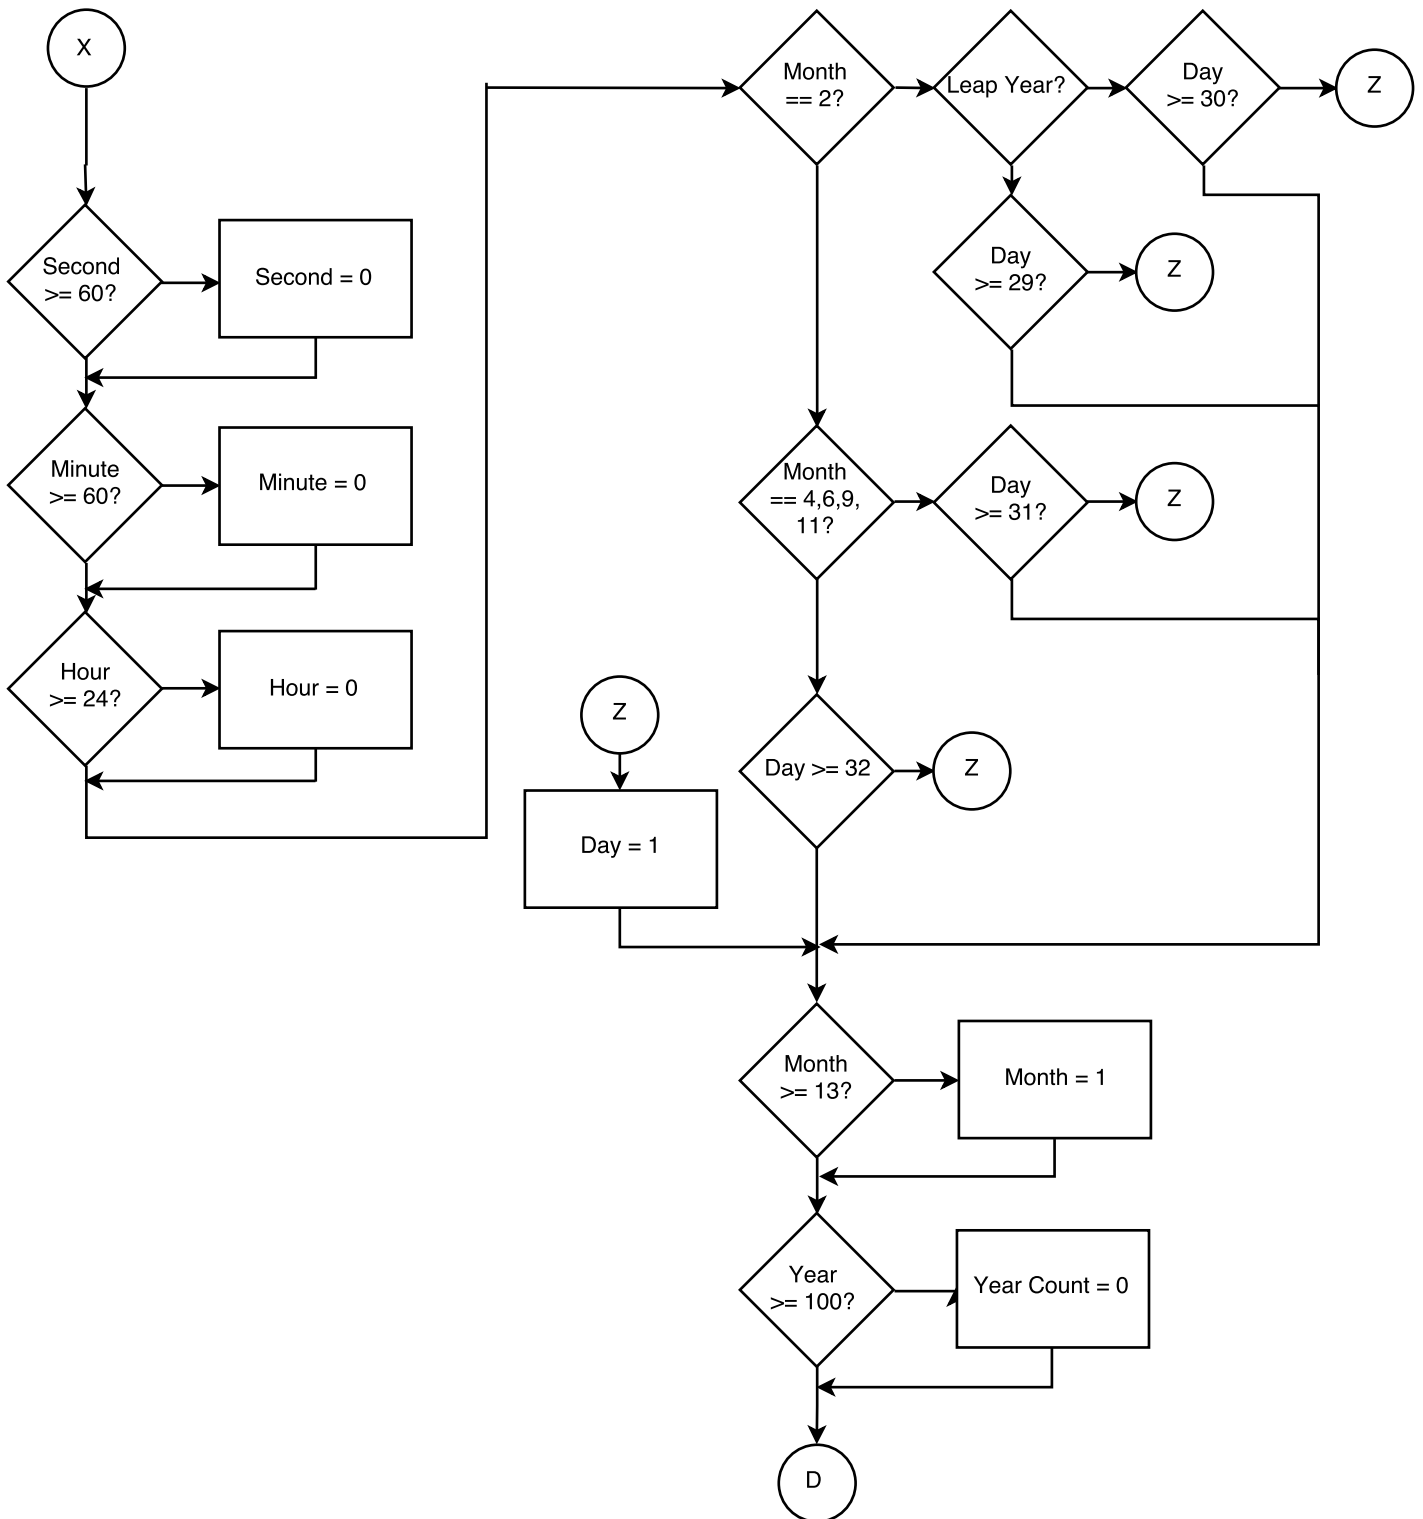 X
Second
>= 60?
Second = 0
Minute
>= 60?
Minute = 0
Hour
>= 24?
Hour = 0
Month
== 2?
Leap Year?
Day
>= 30?
Z
Day
>= 29?
Z
Month
== 4,6,9,
11?
Day
>= 31?
Z
Day >= 32
Z
Z
Day = 1
Month
>= 13?
Month = 1
Year
>= 100?
Year Count = 0
D